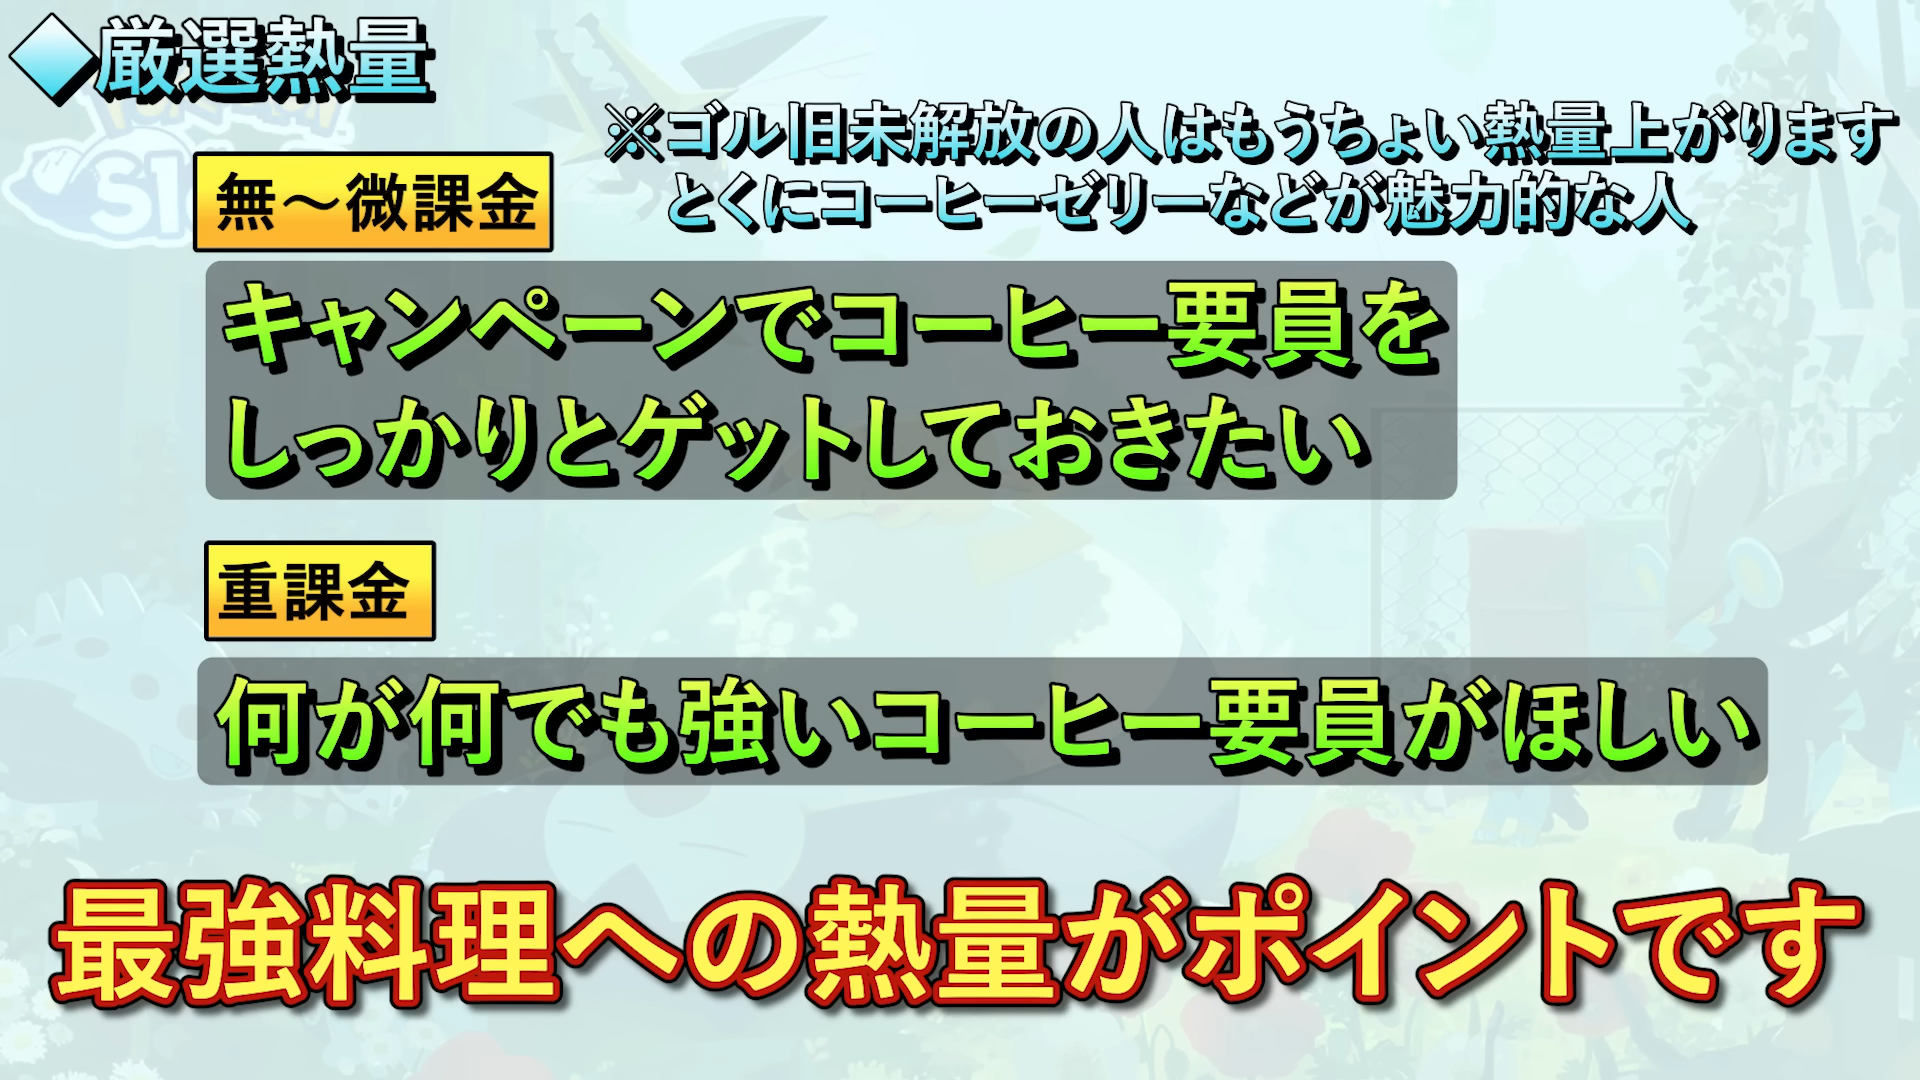 ◆厳選熱量
※ゴル旧未解放の人はもうちょい熱量上がります
とくにコーヒーゼリーなどが魅力的な人
無～微課金
キャンペーンでコーヒー要員を
しっかりとゲットしておきたい
重課金
何が何でも強いコーヒー要員がほしい
最強料理への熱量がポイントです